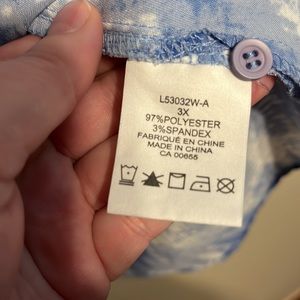 L53032W-A
3X
97%POLYESTER
3%SPANDEX
FABRIQUÉ EN CHINE
MADE IN CHINA
CA 00655